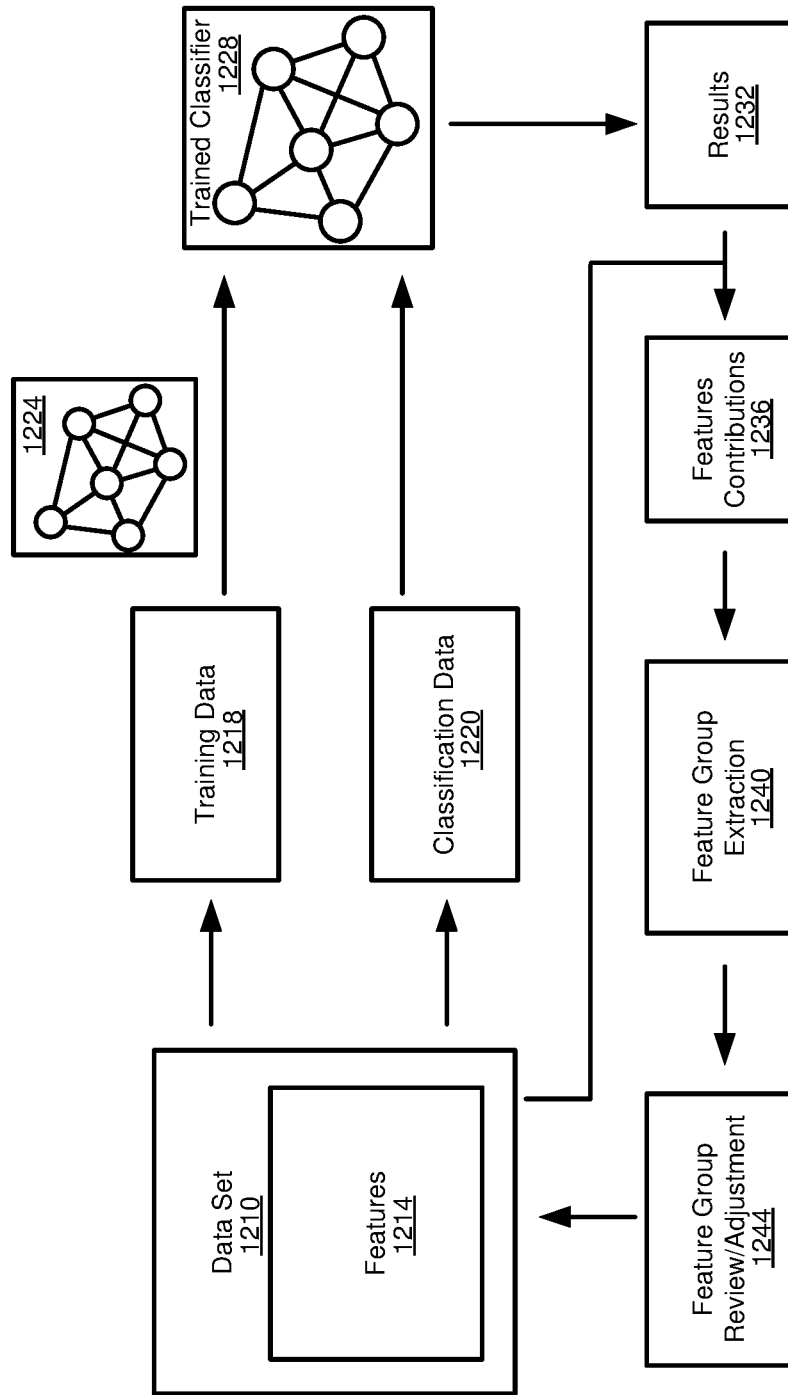 Data Set
1210
Features
1214
Training Data
1218
Classification Data
1220
1224
Trained Classifier
1228
Results
1232
Features
Contributions
1236
Feature Group
Extraction
1240
Feature Group
Review/Adjustment
1244